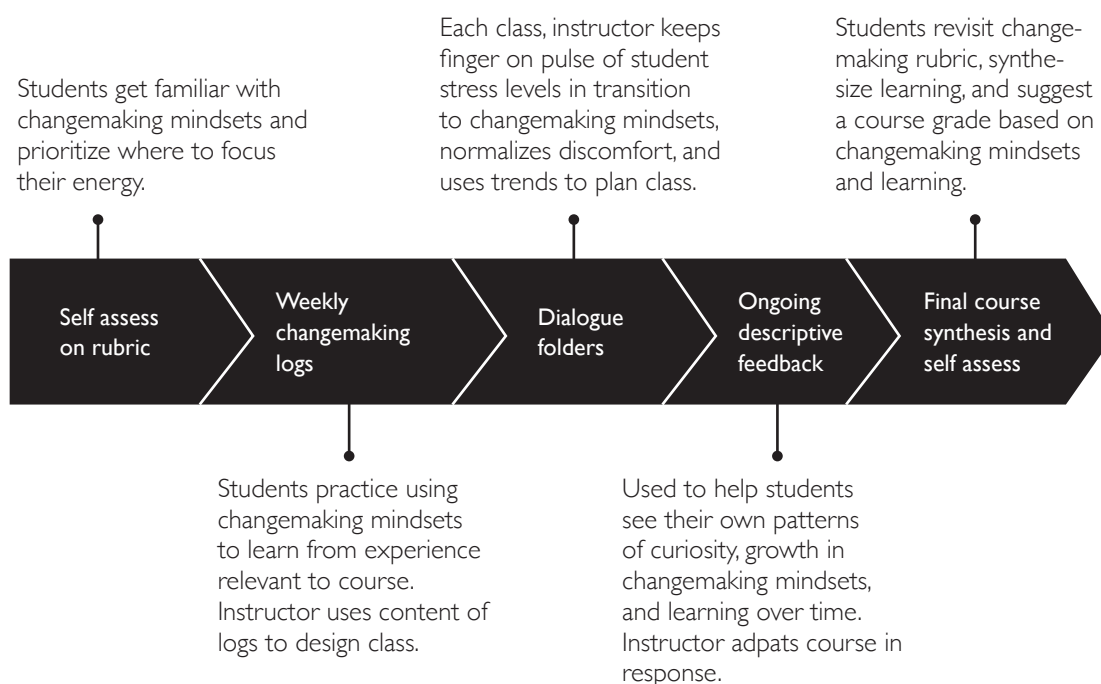 Students get familiar with
changemaking mindsets and
prioritize where to focus
their energy.
Each class, instructor keeps
finger on pulse of student
stress levels in transition
to changemaking mindsets,
normalizes discomfort, and
uses trends to plan class.
Students revisit change-
making rubric, synthe-
size learning, and suggest
a course grade based on
changemaking mindsets
and learning.
Self assess
on rubric
Weekly
changemaking
logs
Dialogue
folders
Ongoing
descriptive
feedback
Final course
synthesis and
self assess
Students practice using
changemaking mindsets
to learn from experience
relevant to course.
Instructor uses content of
logs to design class.
Used to help students
see their own patterns
of curiosity, growth in
changemaking mindsets,
and learning over time.
Instructor adpats course in
response.